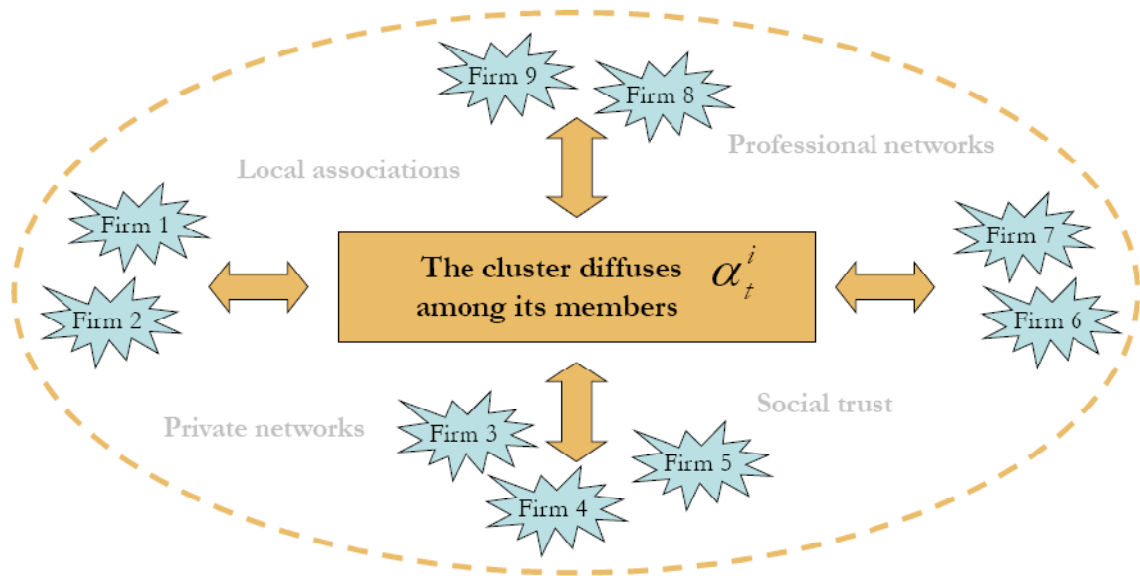 Firm 9
Firm 8
Professional networks
Local associations
Firm 1
Firm 7
The cluster diffuses
among its members
α_t^i
Firm 2
Firm 6
Social trust
Private networks
Firm 3
Firm 5
Firm 4